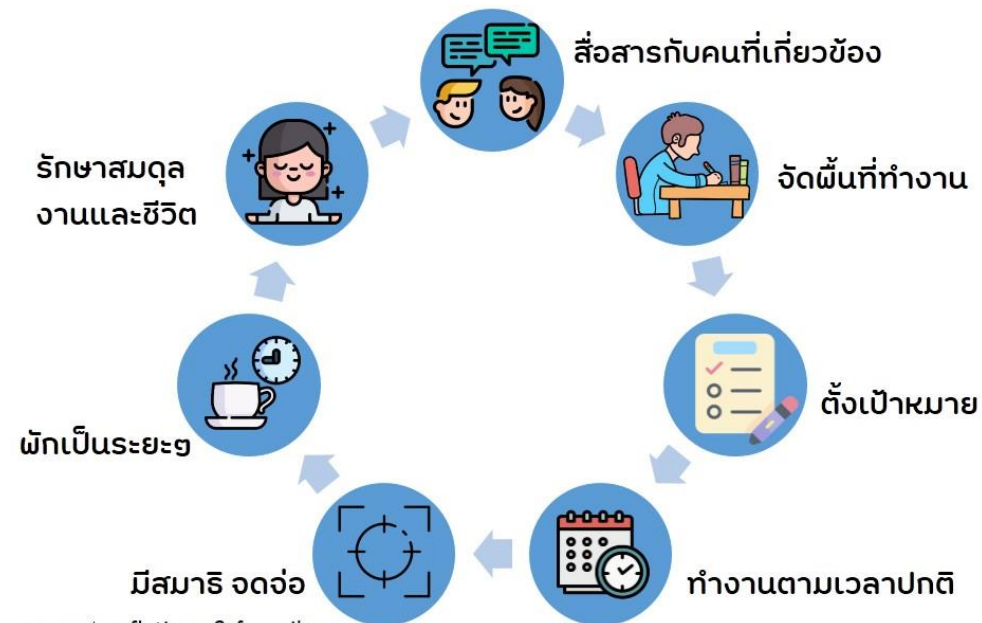 สื่อสารกับคนที่เกี่ยวข้อง
จัดพื้นที่ทำงาน
ตั้งเป้าหมาย
ทำงานตามเวลาปกติ
มีสมาธิ จดจ่อ
พักเป็นระยะๆ
รักษาสมดุล
งานและชีวิต